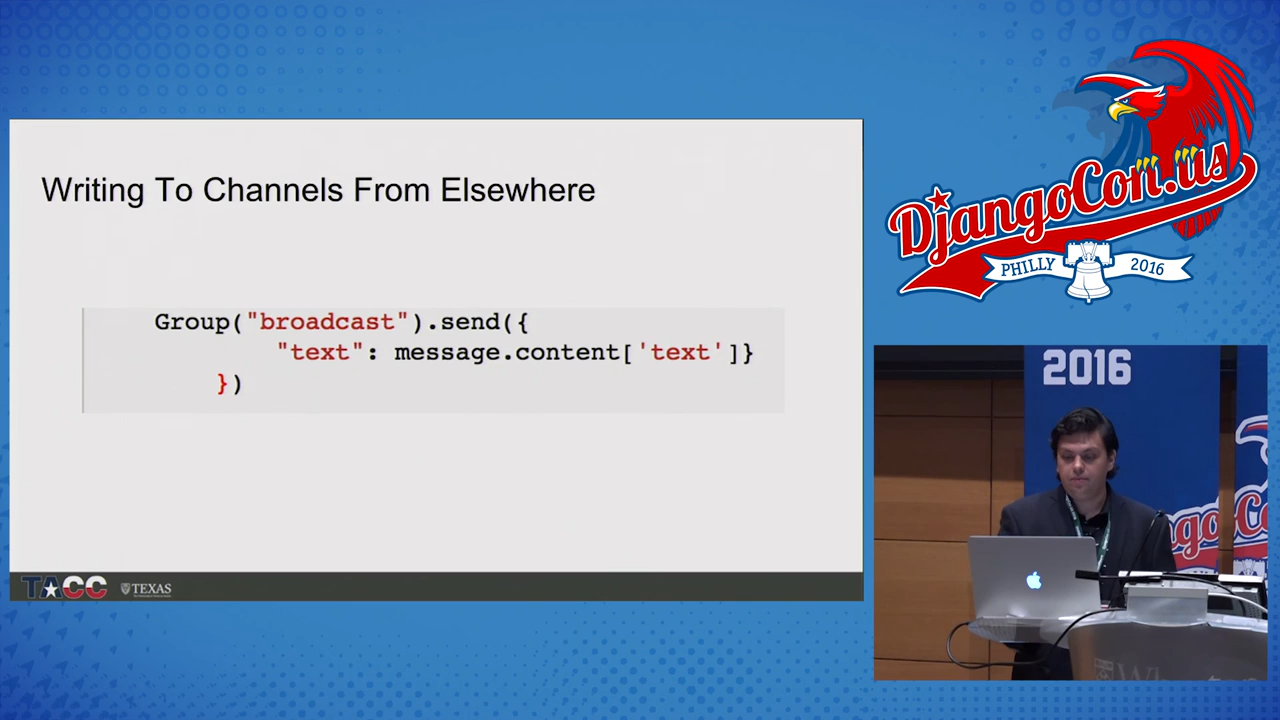 Writing To Channels From Elsewhere
Group("broadcast").send({
"text": message.content['text']}
})
TACC
TEXAS
DjangoCon.us
PHILLY
2016
2016